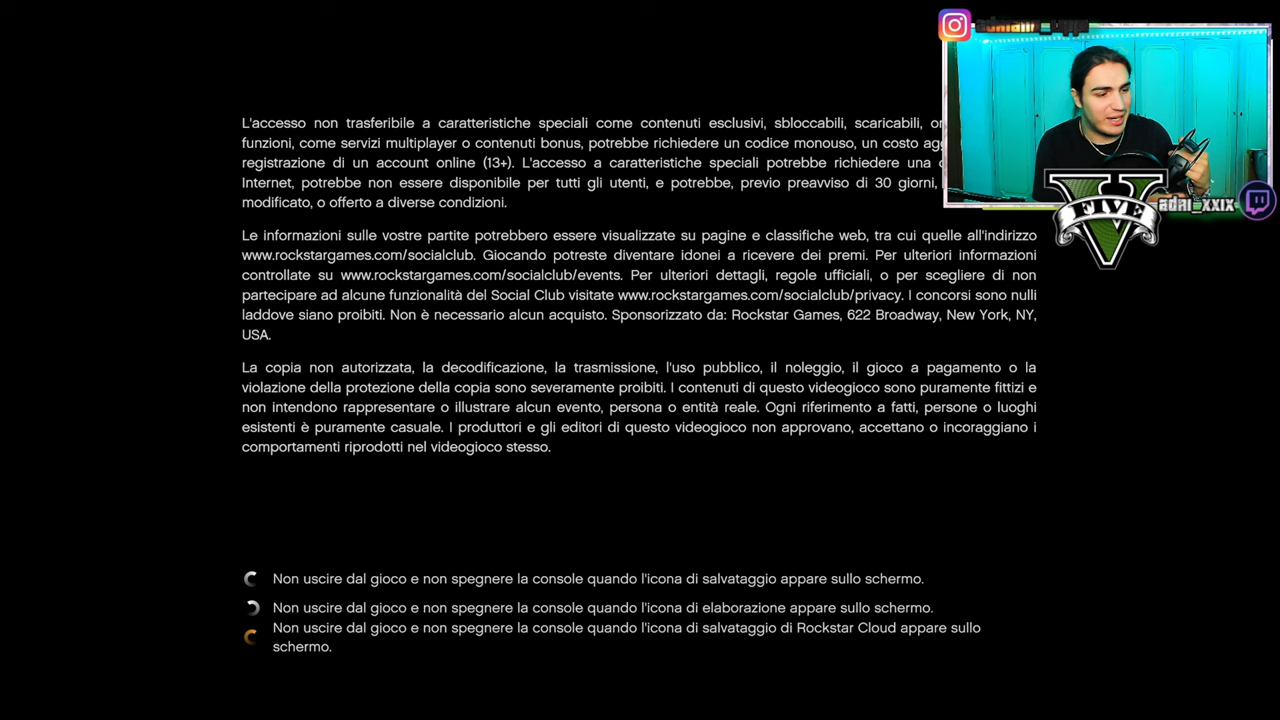 L'accesso non trasferibile a caratteristiche speciali come contenuti esclusivi, sbloccabili, scaricabili,
funzioni, come servizi multiplayer o contenuti bonus, potrebbe richiedere un codice monouso, un costo
registrazione di un account online (13+). L'accesso a caratteristiche speciali potrebbe richiedere una
Internet, potrebbe non essere disponibile per tutti gli utenti, e potrebbe, previo preavviso di 30 giorni,
modificato, o offerto a diverse condizioni.
Le informazioni sulle vostre partite potrebbero essere visualizzate su pagine e classifiche web, tra cui quelle all'indirizzo
www.rockstargames.com/socialclub. Giocando potreste diventare idonei a ricevere dei premi. Per ulteriori informazioni
controllate su www.rockstargames.com/socialclub/events. Per ulteriori dettagli, regole ufficiali, o per scegliere di non
partecipare ad alcune funzionalità del Social Club visitate www.rockstargames.com/socialclub/privacy. I concorsi sono nulli
laddove siano proibiti. Non è necessario alcun acquisto. Sponsorizzato da: Rockstar Games, 622 Broadway, New York, NY,
USA.
La copia non autorizzata, la decodificazione, la trasmissione, l'uso pubblico, il noleggio, il gioco a pagamento o la
violazione della protezione della copia sono severamente proibiti. I contenuti di questo videogioco sono puramente fittizi e
non intendono rappresentare o illustrare alcun evento, persona o entità reale. Ogni riferimento a fatti, persone o luoghi
esistenti è puramente casuale. I produttori e gli editori di questo videogioco non approvano, accettano o incoraggiano i
comportamenti riprodotti nel videogioco stesso.
Non uscire dal gioco e non spegnere la console quando l'icona di salvataggio appare sullo schermo.
Non uscire dal gioco e non spegnere la console quando l'icona di elaborazione appare sullo schermo.
Non uscire dal gioco e non spegnere la console quando l'icona di salvataggio di Rockstar Cloud appare sullo
schermo.
FIVE
adri_xxix